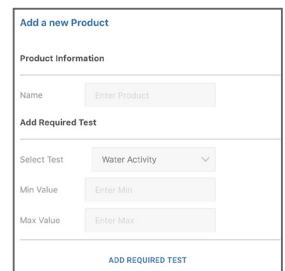 Add a new Product
Product Information
Name Enter Product
Add Required Test
Select Test Water Activity
Min Value Enter Min
Max Value Enter Max
ADD REQUIRED TEST